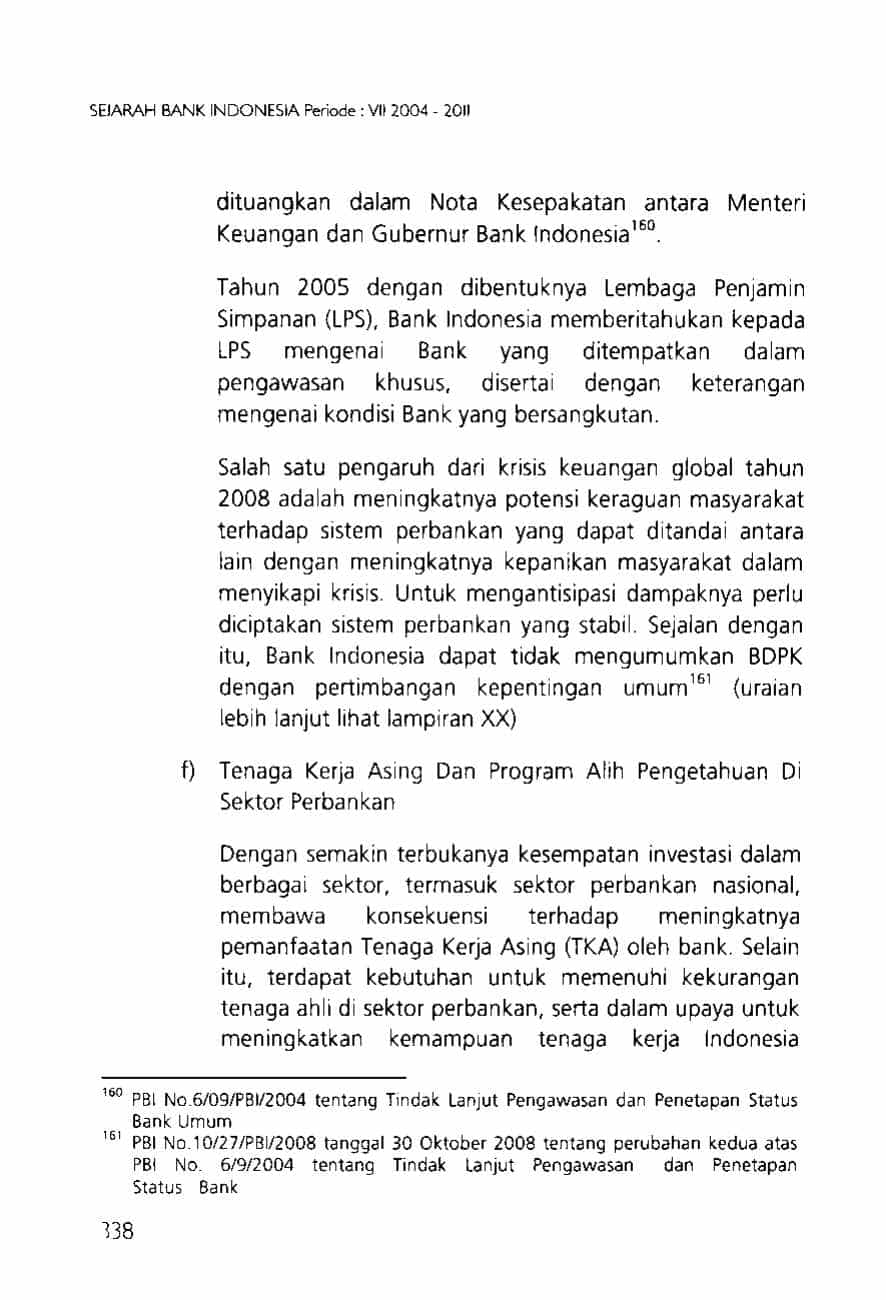 SEJARAH BANK INDONESIA Periode : VII 2004 - 2011
dituangkan dalam Nota Kesepakatan antara Menteri
Keuangan dan Gubernur Bank Indonesia160.
Tahun 2005 dengan dibentuknya Lembaga Penjamin
Simpanan (LPS), Bank Indonesia memberitahukan kepada
LPS mengenai Bank yang ditempatkan dalam
pengawasan khusus, disertai dengan keterangan
mengenai kondisi Bank yang bersangkutan.
Salah satu pengaruh dari krisis keuangan global tahun
2008 adalah meningkatnya potensi keraguan masyarakat
terhadap sistem perbankan yang dapat ditandai antara
lain dengan meningkatnya kepanikan masyarakat dalam
menyikapi krisis. Untuk mengantisipasi dampaknya perlu
diciptakan sistem perbankan yang stabil. Sejalan dengan
itu, Bank Indonesia dapat tidak mengumumkan BDPK
dengan pertimbangan kepentingan umum161 (uraian
lebih lanjut lihat lampiran XX)
f) Tenaga Kerja Asing Dan Program Alih Pengetahuan Di
Sektor Perbankan
Dengan semakin terbukanya kesempatan investasi dalam
berbagai sektor, termasuk sektor perbankan nasional,
membawa konsekuensi terhadap meningkatnya
pemanfaatan Tenaga Kerja Asing (TKA) oleh bank. Selain
itu, terdapat kebutuhan untuk memenuhi kekurangan
tenaga ahli di sektor perbankan, serta dalam upaya untuk
meningkatkan kemampuan tenaga kerja Indonesia
160 PBI No.6/09/PBI/2004 tentang Tindak Lanjut Pengawasan dan Penetapan Status
Bank Umum
161 PBI No.10/27/PBI/2008 tanggal 30 Oktober 2008 tentang perubahan kedua atas
PBI No. 6/9/2004 tentang Tindak Lanjut Pengawasan dan Penetapan
Status Bank
338